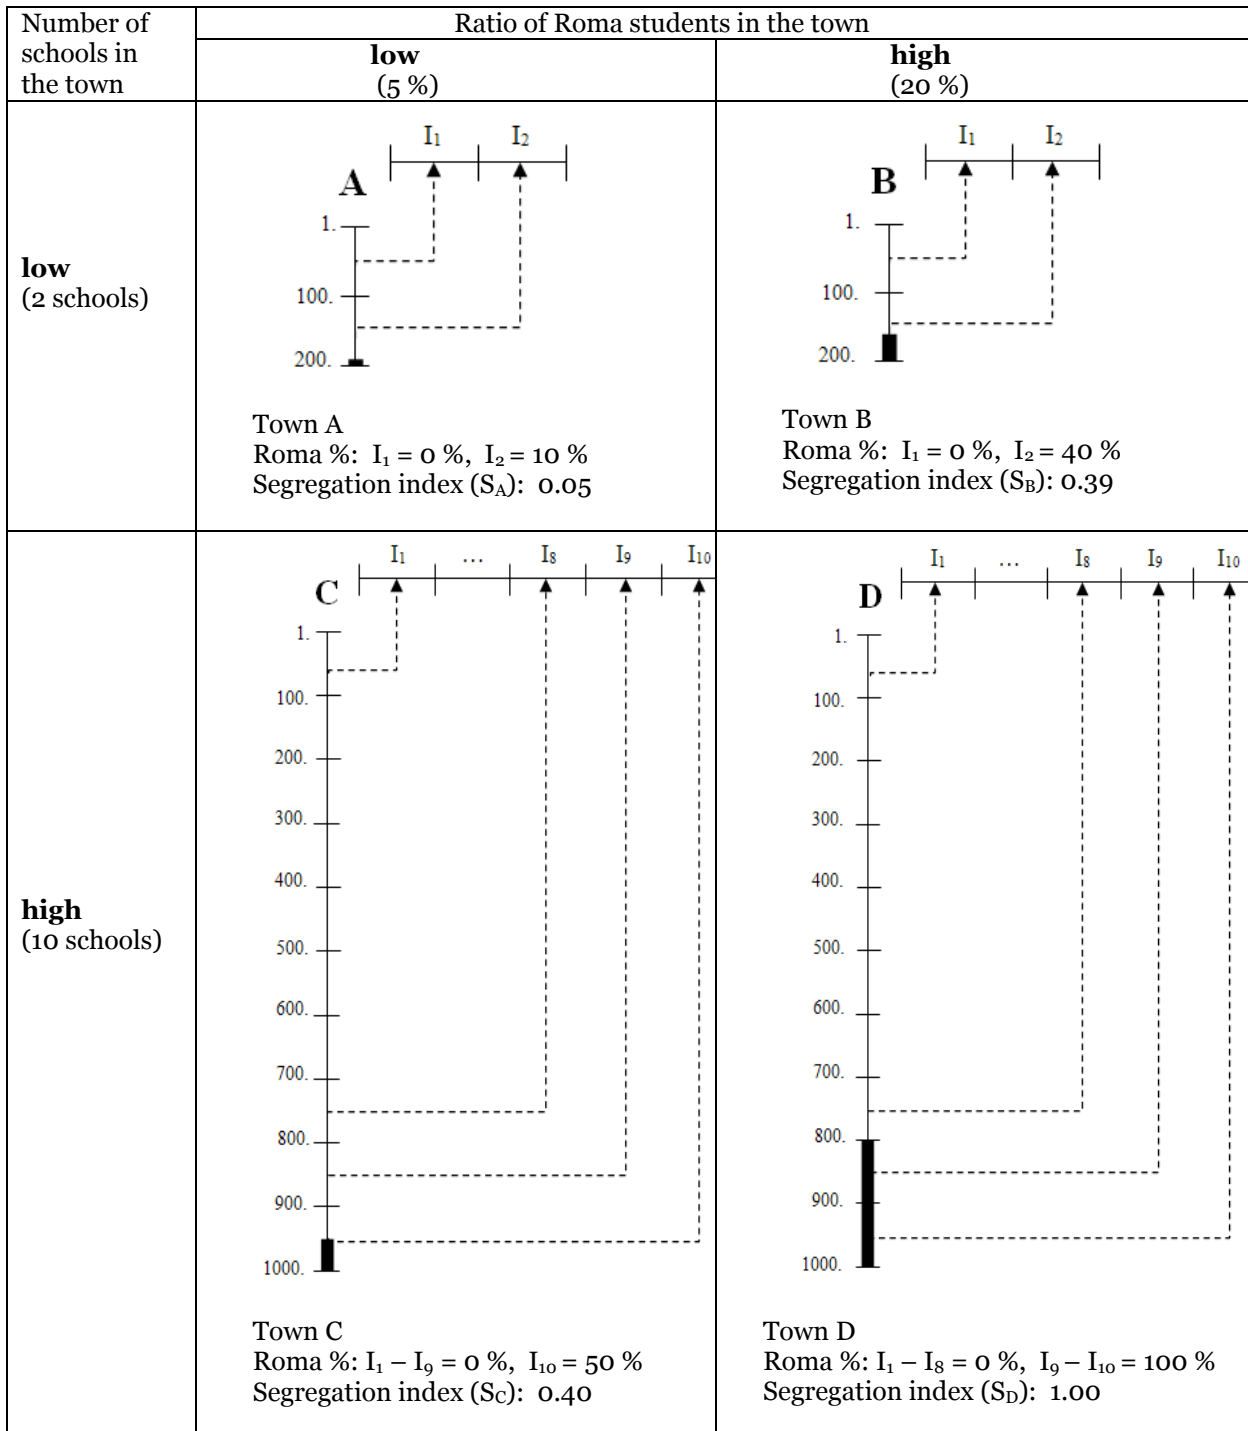 Number of schools in the town
Ratio of Roma students in the town
low
(5 %)
high
(20 %)
low
(2 schools)
I₁ I₂
A
1.
100.
200.
Town A
Roma %: I₁ = 0 %, I₂ = 10 %
Segregation index (S_A): 0.05
I₁ I₂
B
1.
100.
200.
Town B
Roma %: I₁ = 0 %, I₂ = 40 %
Segregation index (S_B): 0.39
high
(10 schools)
I₁ ... I₈ I₉ I₁₀
C
1.
100.
200.
300.
400.
500.
600.
700.
800.
900.
1000.
Town C
Roma %: I₁ – I₉ = 0 %, I₁₀ = 50 %
Segregation index (S_C): 0.40
I₁ ... I₈ I₉ I₁₀
D
1.
100.
200.
300.
400.
500.
600.
700.
800.
900.
1000.
Town D
Roma %: I₁ – I₈ = 0 %, I₉ – I₁₀ = 100 %
Segregation index (S_D): 1.00